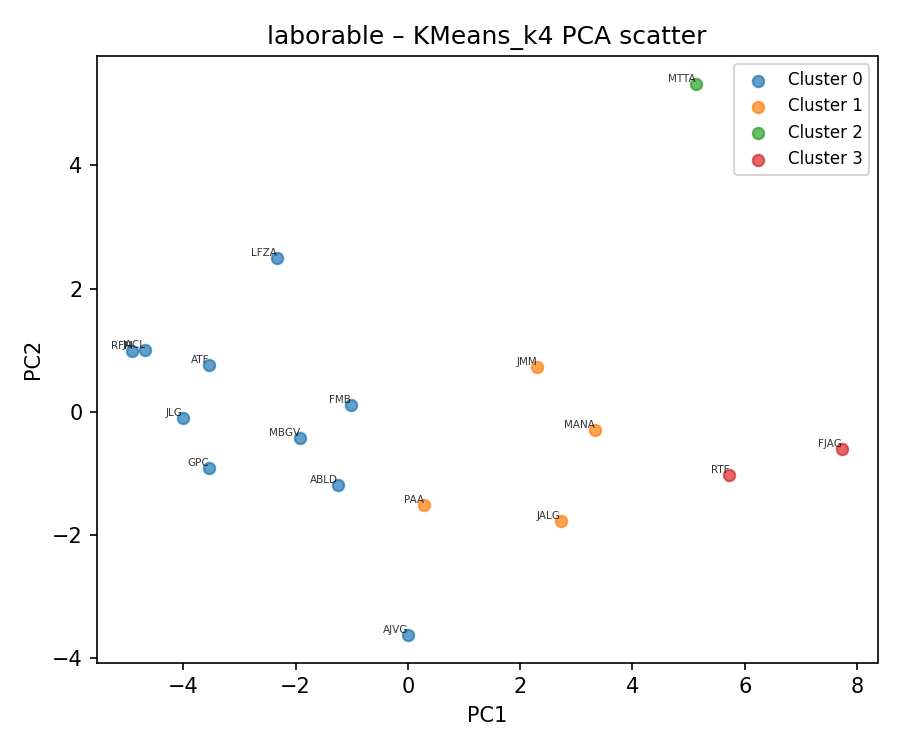 laborable – KMeans_k4 PCA scatter
MTTA
Cluster 0
Cluster 1
Cluster 2
Cluster 3
4
LFZA
2
ATF
JMM
PC2
0
JLG
FMB
MBGV
MANA
FJAG
GPC
ABLD
RTF
PAA
JALG
−2
AJVG
−4
−4
−2
0
2
4
6
8
PC1